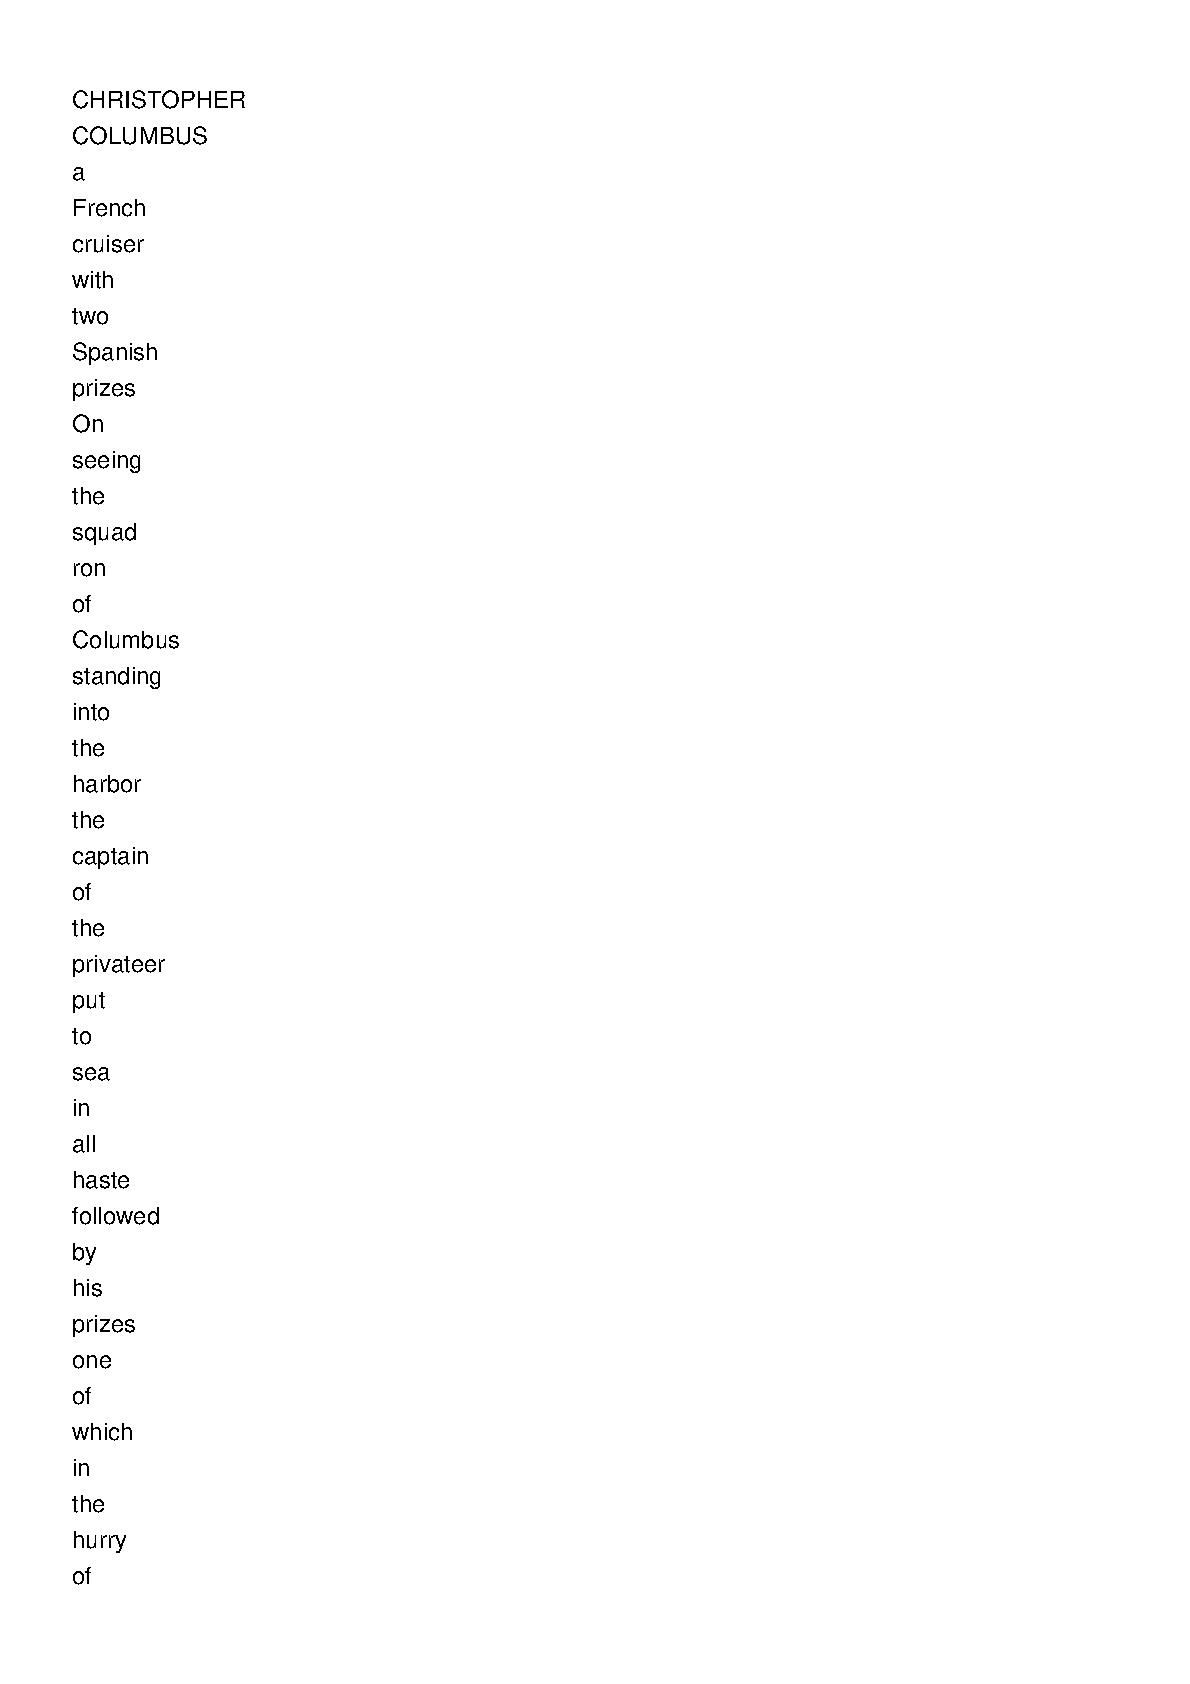 CHRISTOPHER
COLUMBUS
a
French
cruiser
with
two
Spanish
prizes
On
seeing
the
squad
ron
of
Columbus
standing
into
the
harbor
the
captain
of
the
privateer
put
to
sea
in
all
haste
followed
by
his
prizes
one
of
which
in
the
hurry
of